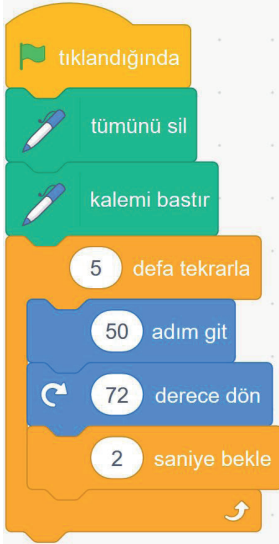 tıklandığında
tümünü sil
kalemi bastır
5 defa tekrarla
50 adım git
72 derece dön
2 saniye bekle